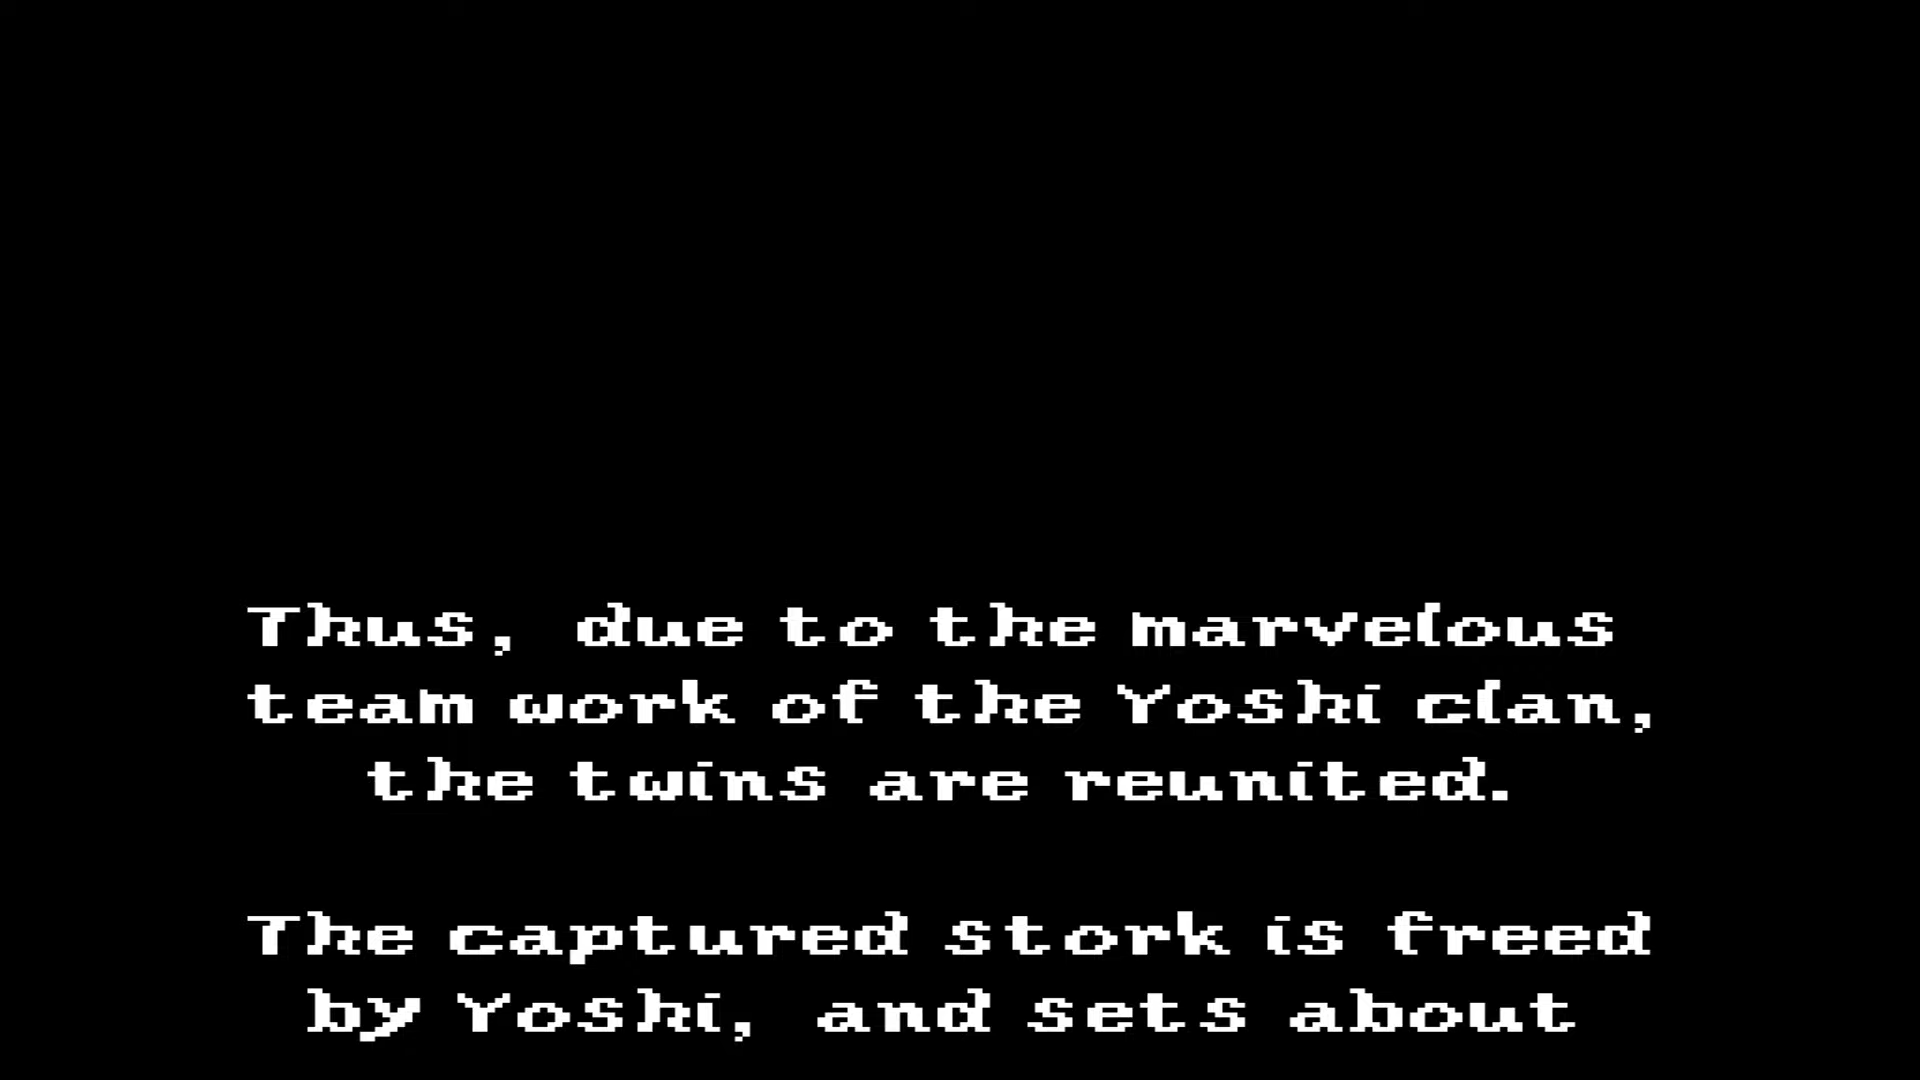 Thus, due to the marvelous
team work of the Yoshi clan,
the twins are reunited.
The captured stork is freed
by Yoshi, and sets about